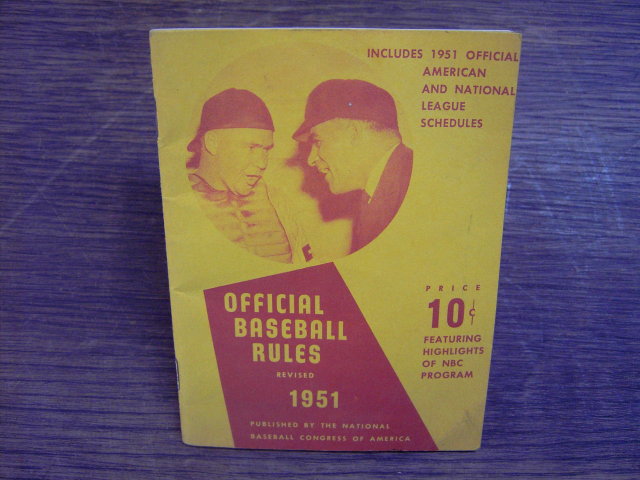 INCLUDES 1951 OFFICIAL
AMERICAN
AND NATIONAL
LEAGUE
SCHEDULES
E
PRICE
10¢
FEATURING
HIGHLIGHTS
OF NBC
PROGRAM
OFFICIAL
BASEBALL
RULES
REVISED
1951
PUBLISHED BY THE NATIONAL
BASEBALL CONGRESS OF AMERICA